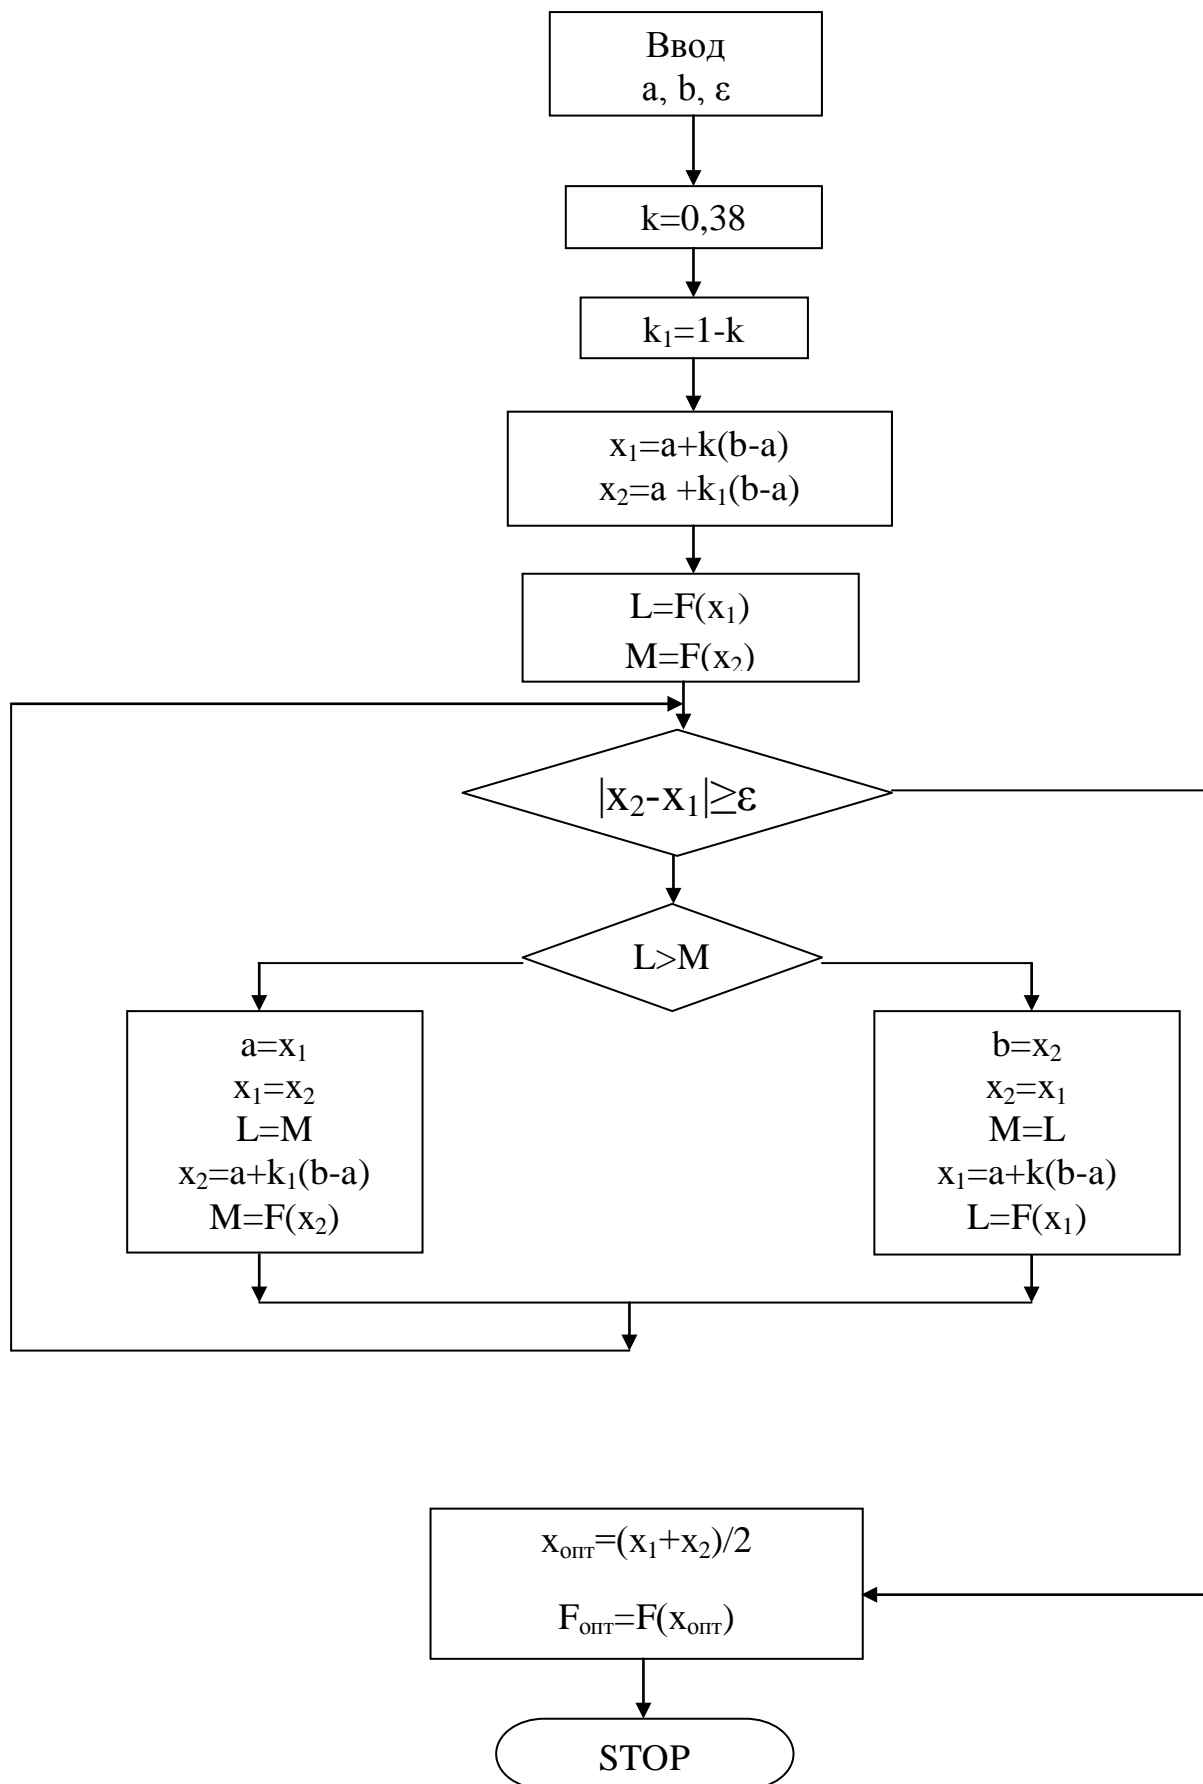 Ввод
a, b, ε
k=0,38
k₁=1-k
x₁=a+k(b-a)
x₂=a +k₁(b-a)
L=F(x₁)
M=F(x₂)
|x₂-x₁|≥ε
L>M
a=x₁
x₁=x₂
L=M
x₂=a+k₁(b-a)
M=F(x₂)
b=x₂
x₂=x₁
M=L
x₁=a+k(b-a)
L=F(x₁)
xопт=(x₁+x₂)/2
Fопт=F(xопт)
STOP